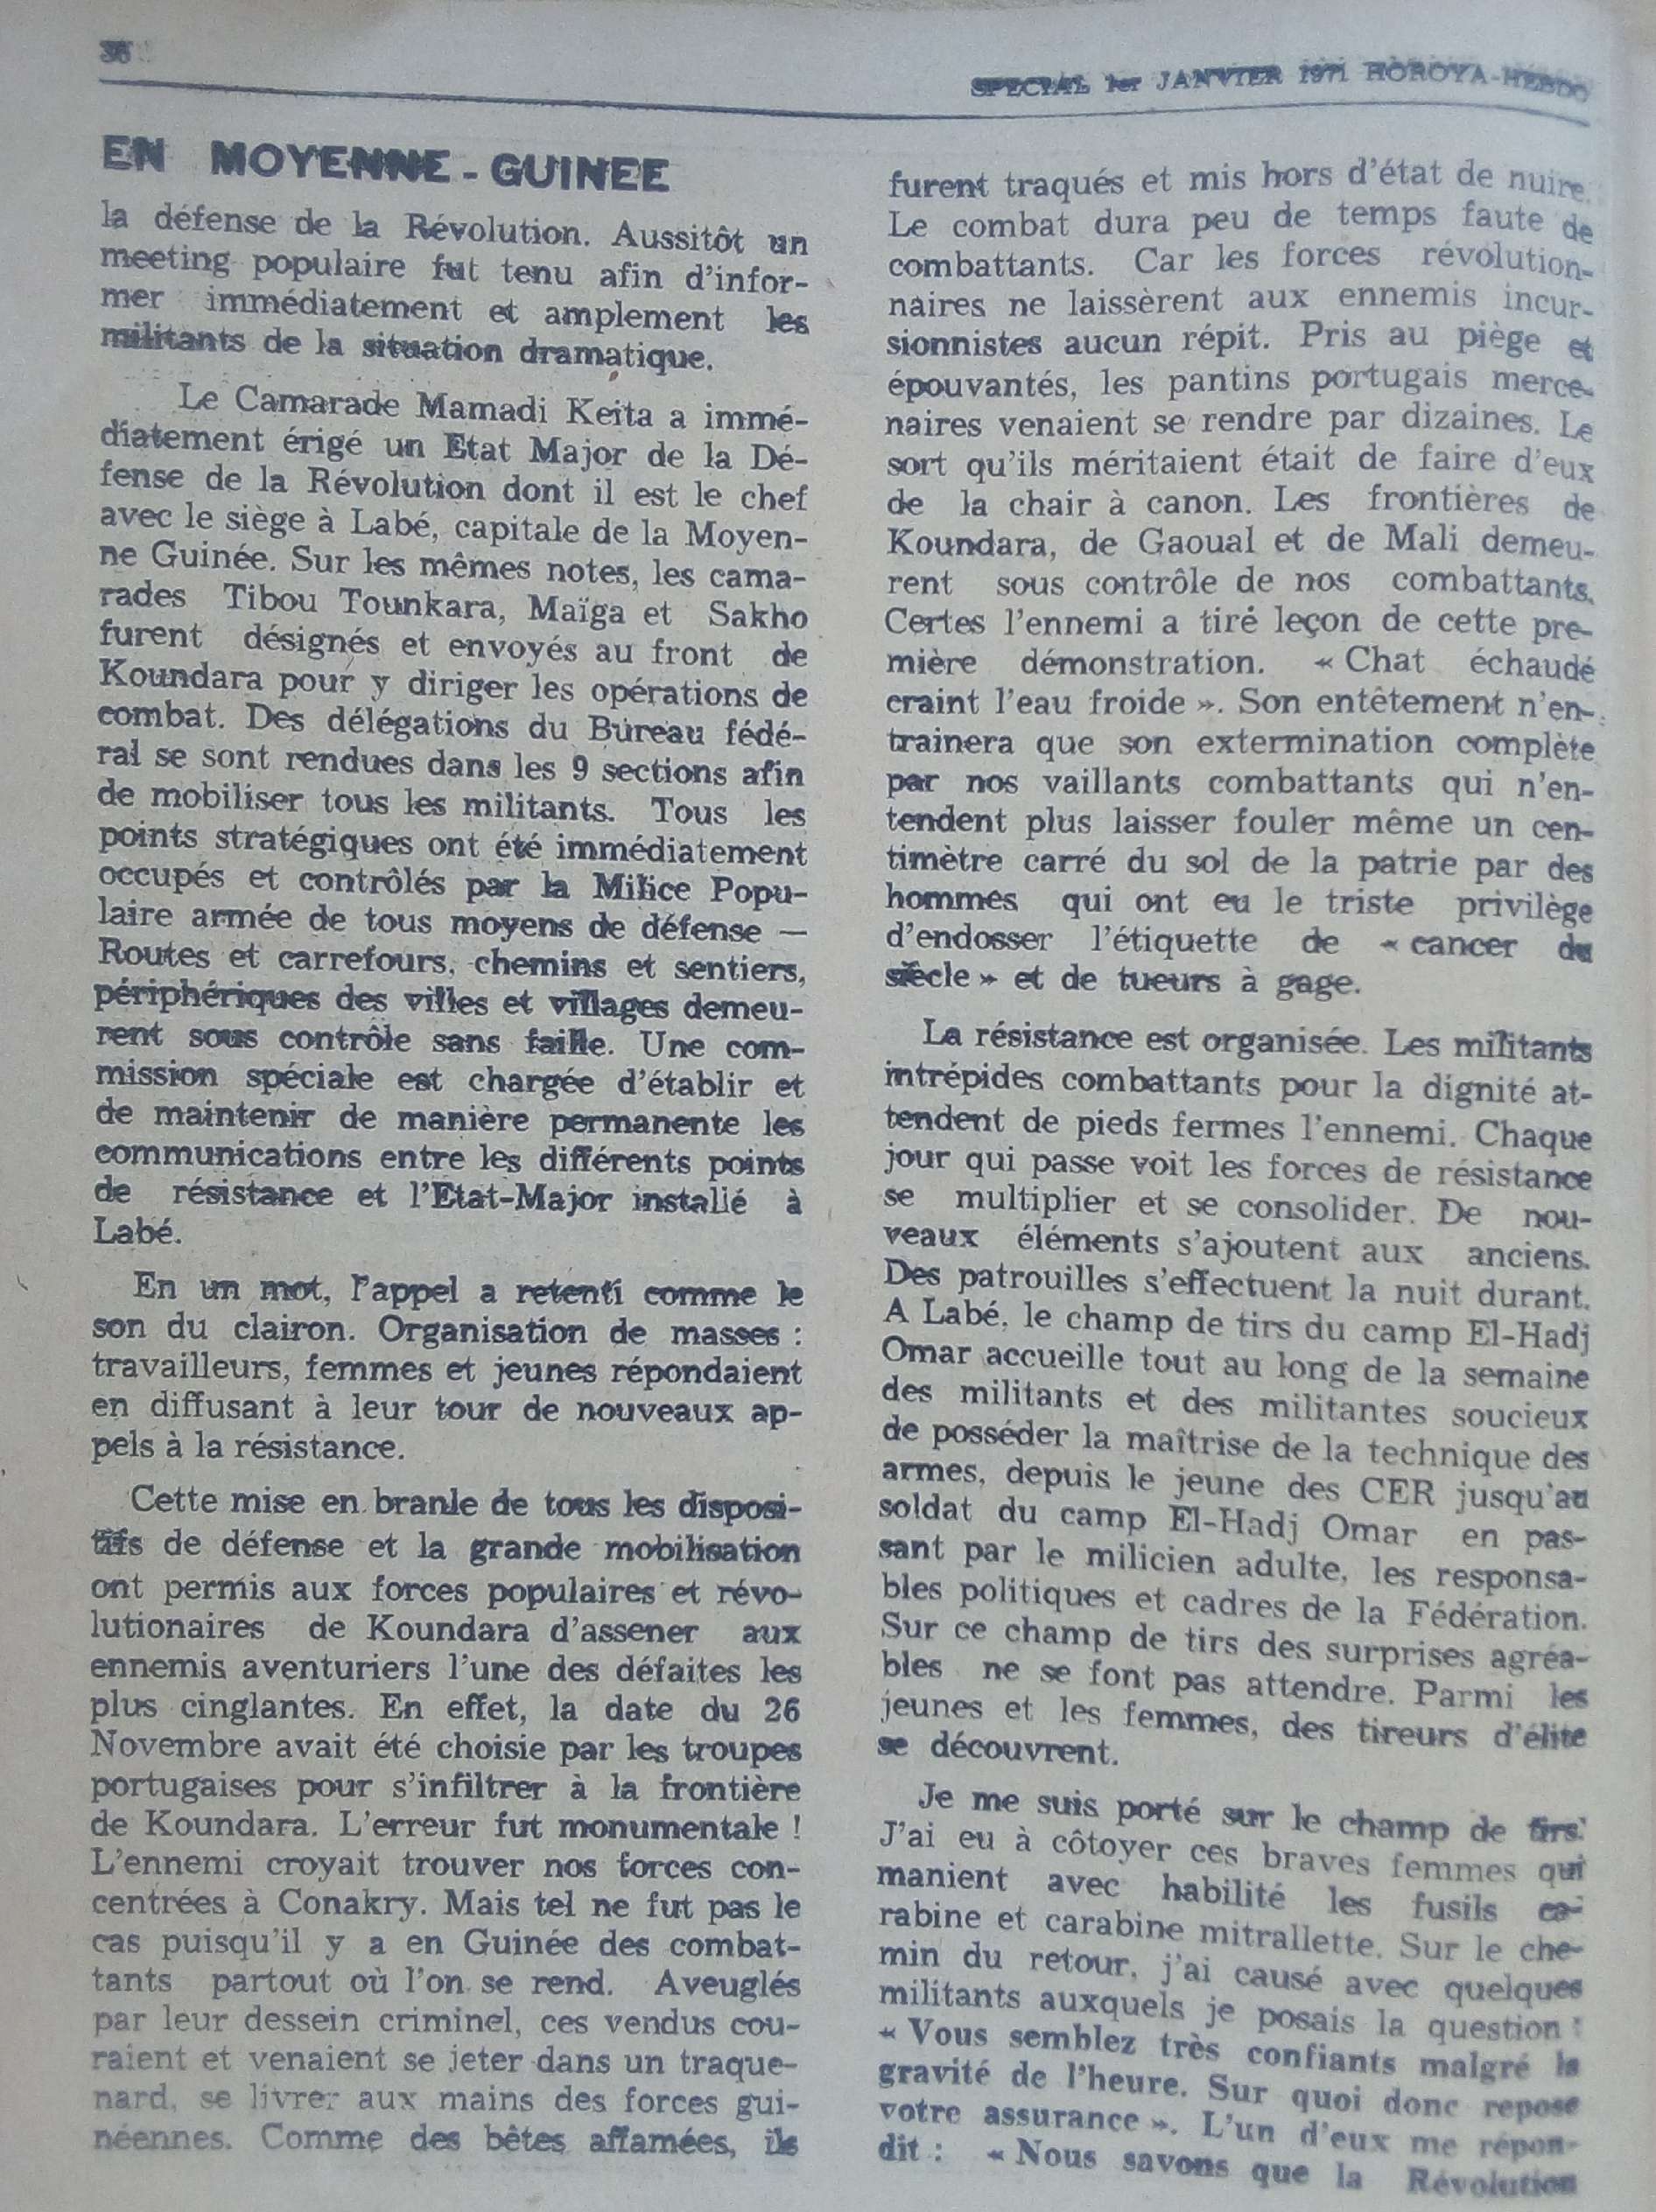 36
SPECIAL 1er JANVIER 1971 HOROYA-HEBDO
EN MOYENNE - GUINEE
la défense de la Révolution. Aussitôt un
meeting populaire fut tenu afin d'infor-
mer immédiatement et amplement les
militants de la situation dramatique.
Le Camarade Mamadi Keita a immé-
diatement érigé un Etat Major de la Dé-
fense de la Révolution dont il est le chef
avec le siège à Labé, capitale de la Moyen-
ne Guinée. Sur les mêmes notes, les cama-
rades Tibou Tounkara, Maïga et Sakho
furent désignés et envoyés au front de
Koundara pour y diriger les opérations de
combat. Des délégations du Bureau fédé-
ral se sont rendues dans les 9 sections afin
de mobiliser tous les militants. Tous les
points stratégiques ont été immédiatement
occupés et contrôlés par la Milice Popu-
laire armée de tous moyens de défense —
Routes et carrefours, chemins et sentiers,
périphériques des villes et villages demeu-
rent sous contrôle sans faille. Une com-
mission spéciale est chargée d'établir et
de maintenir de manière permanente les
communications entre les différents points
de résistance et l'Etat-Major installé à
Labé.
En un mot, l'appel a retenti comme le
son du clairon. Organisation de masses :
travailleurs, femmes et jeunes répondaient
en diffusant à leur tour de nouveaux ap-
pels à la résistance.
Cette mise en branle de tous les disposi-
tifs de défense et la grande mobilisation
ont permis aux forces populaires et révo-
lutionaires de Koundara d'assener aux
ennemis aventuriers l'une des défaites les
plus cinglantes. En effet, la date du 26
Novembre avait été choisie par les troupes
portugaises pour s'infiltrer à la frontière
de Koundara. L'erreur fut monumentale !
L'ennemi croyait trouver nos forces con-
centrées à Conakry. Mais tel ne fut pas le
cas puisqu'il y a en Guinée des combat-
tants partout où l'on se rend. Aveuglés
par leur dessein criminel, ces vendus cou-
raient et venaient se jeter dans un traque-
nard, se livrer aux mains des forces gui-
néennes. Comme des bêtes affamées, ils
furent traqués et mis hors d'état de nuire.
Le combat dura peu de temps faute de
combattants. Car les forces révolution-
naires ne laissèrent aux ennemis incur-
sionnistes aucun répit. Pris au piège et
épouvantés, les pantins portugais merce-
naires venaient se rendre par dizaines. Le
sort qu'ils méritaient était de faire d'eux
de la chair à canon. Les frontières de
Koundara, de Gaoual et de Mali demeu-
rent sous contrôle de nos combattants.
Certes l'ennemi a tiré leçon de cette pre-
mière démonstration. « Chat échaudé
craint l'eau froide ». Son entêtement n'en-
trainera que son extermination complète
par nos vaillants combattants qui n'en-
tendent plus laisser fouler même un cen-
timètre carré du sol de la patrie par des
hommes qui ont eu le triste privilège
d'endosser l'étiquette de « cancer du
siècle » et de tueurs à gage.
La résistance est organisée. Les militants
intrépides combattants pour la dignité at-
tendent de pieds fermes l'ennemi. Chaque
jour qui passe voit les forces de résistance
se multiplier et se consolider. De nou-
veaux éléments s'ajoutent aux anciens.
Des patrouilles s'effectuent la nuit durant.
A Labé, le champ de tirs du camp El-Hadj
Omar accueille tout au long de la semaine
des militants et des militantes soucieux
de posséder la maîtrise de la technique des
armes, depuis le jeune des CER jusqu'au
soldat du camp El-Hadj Omar en pas-
sant par le milicien adulte, les responsa-
bles politiques et cadres de la Fédération.
Sur ce champ de tirs des surprises agréa-
bles ne se font pas attendre. Parmi les
jeunes et les femmes, des tireurs d'élite
se découvrent.
Je me suis porté sur le champ de tirs.
J'ai eu à côtoyer ces braves femmes qui
manient avec habilité les fusils ca-
rabine et carabine mitrallette. Sur le che-
min du retour, j'ai causé avec quelques
militants auxquels je posais la question :
« Vous semblez très confiants malgré la
gravité de l'heure. Sur quoi donc repose
votre assurance ». L'un d'eux me répon-
dit : « Nous savons que la Révolution